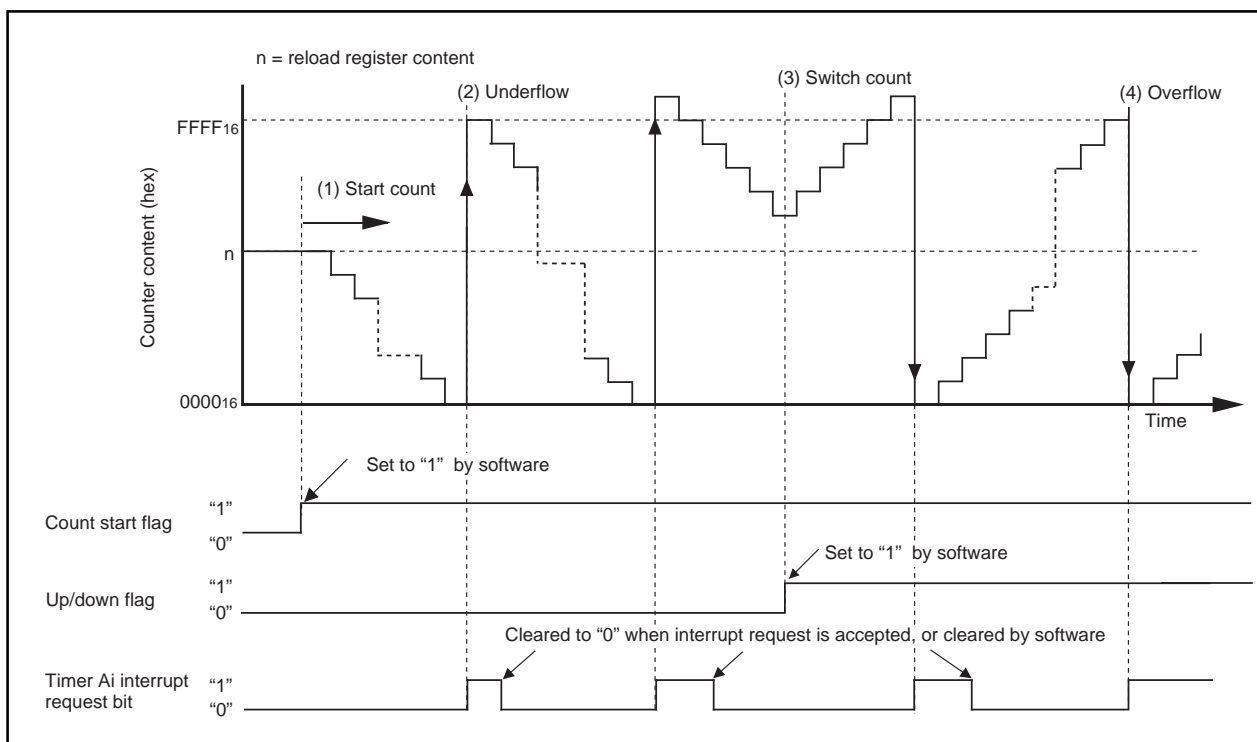 n = reload register content
(2) Underflow
(3) Switch count
(4) Overflow
FFFF16
(1) Start count
Counter content (hex)
n
000016
Time
Set to “1” by software
Count start flag
“1”
“0”
Set to “1” by software
Up/down flag
“1”
“0”
Cleared to “0” when interrupt request is accepted, or cleared by software
Timer Ai interrupt
request bit
“1”
“0”